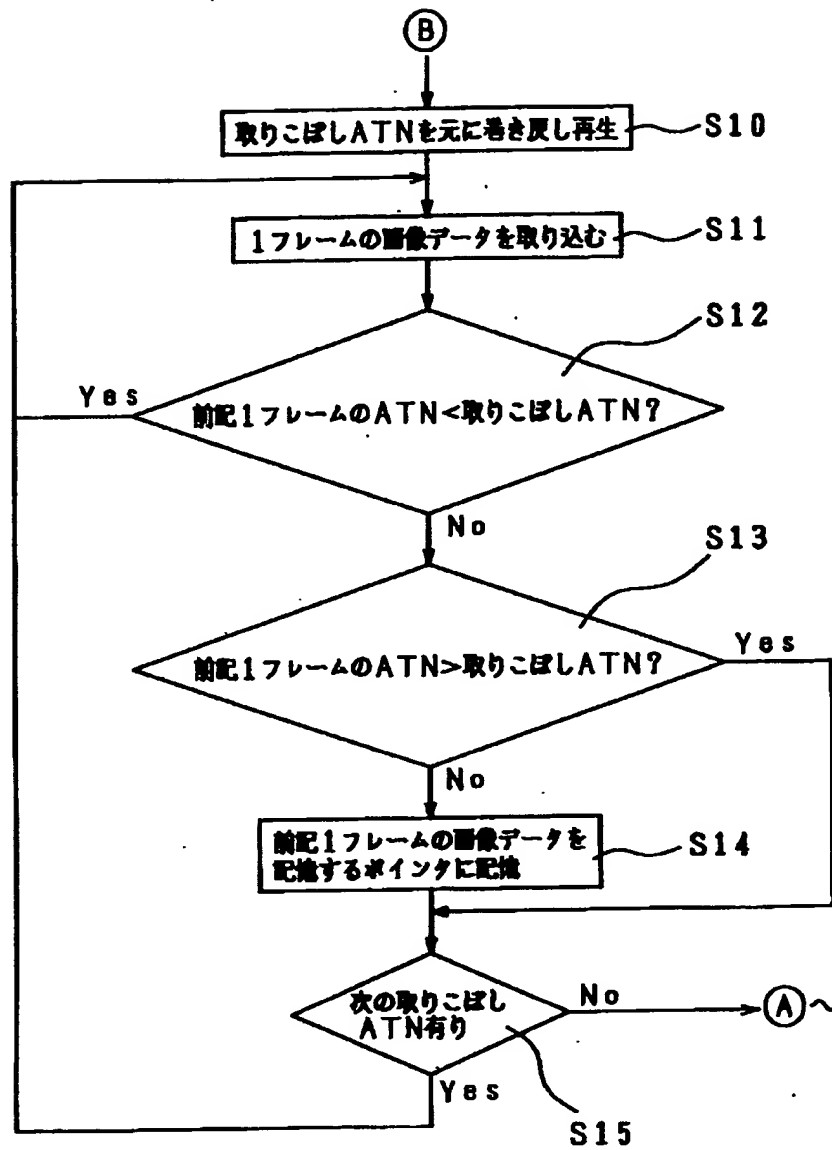 B
取りこぼしATNを元に巻き戻し再生
S10
1フレームの画像データを取り込む
S11
S12
Yes
前記1フレームのATN<取りこぼしATN?
No
S13
Yes
前記1フレームのATN>取りこぼしATN?
No
前記1フレームの画像データを
記憶するポインタに記憶
S14
次の取りこぼし
ATN有り
No
A
Yes
S15